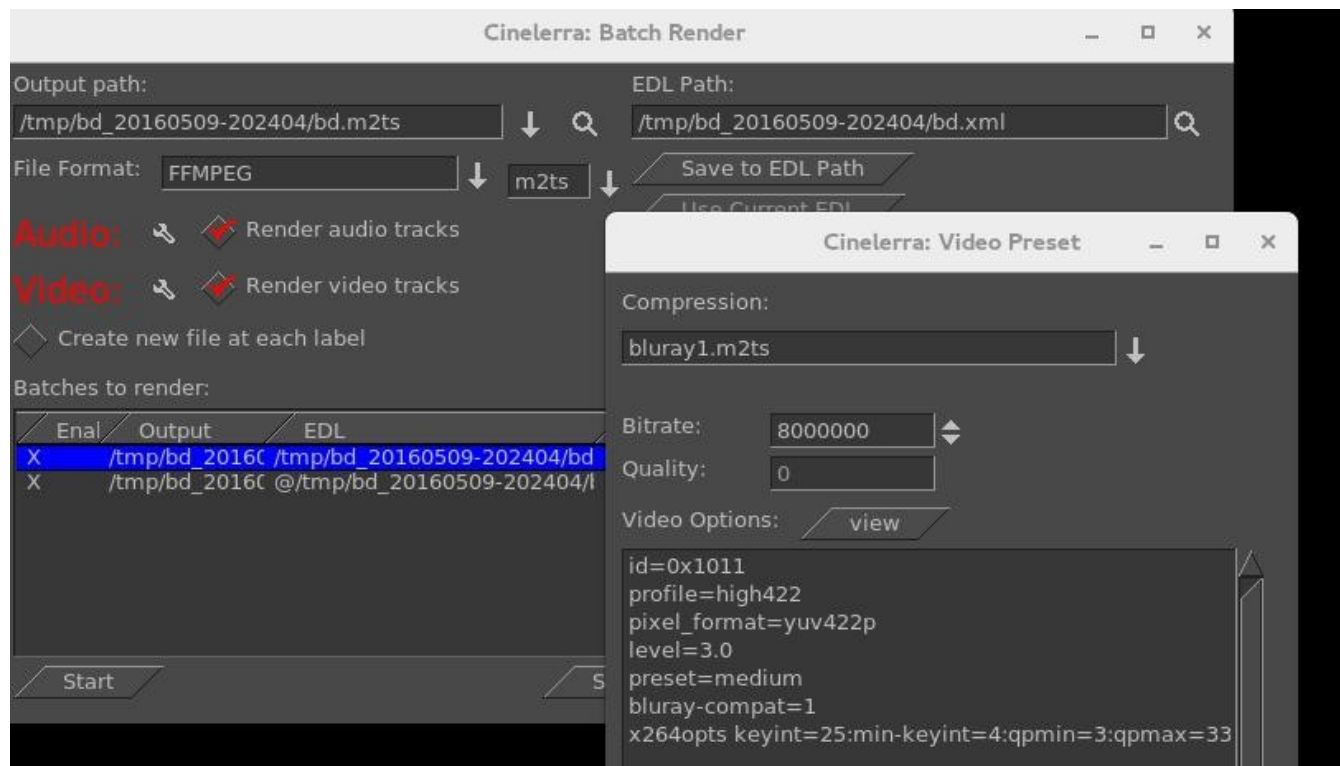 Cinelerra: Batch Render
Output path:
EDL Path:
/tmp/bd_20160509-202404/bd.m2ts
/tmp/bd_20160509-202404/bd.xml
File Format:
FFMPEG
m2ts
Save to EDL Path
Use Current EDL
Audio:
Render audio tracks
Video:
Render video tracks
Create new file at each label
Batches to render:
Enal Output EDL
X /tmp/bd_2016 /tmp/bd_20160509-202404/bd
X /tmp/bd_2016 @/tmp/bd_20160509-202404/
Start
S
Cinelerra: Video Preset
Compression:
bluray1.m2ts
Bitrate:
8000000
Quality:
0
Video Options:
view
id=0x1011
profile=high422
pixel_format=yuv422p
level=3.0
preset=medium
bluray-compat=1
x264opts keyint=25:min-keyint=4:qpmin=3:qpmax=33